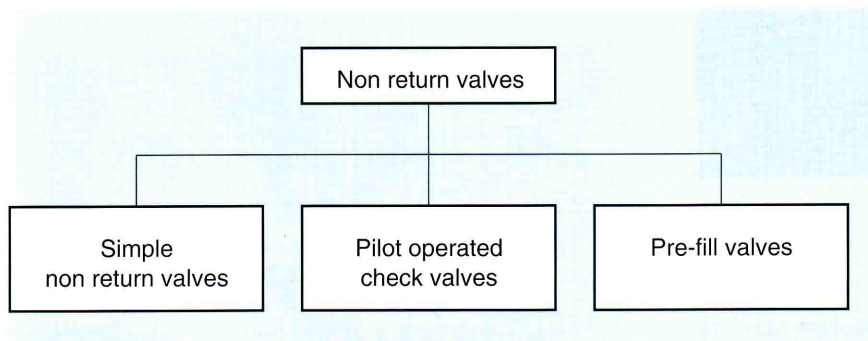 Non return valves
Simple
non return valves
Pilot operated
check valves
Pre-fill valves